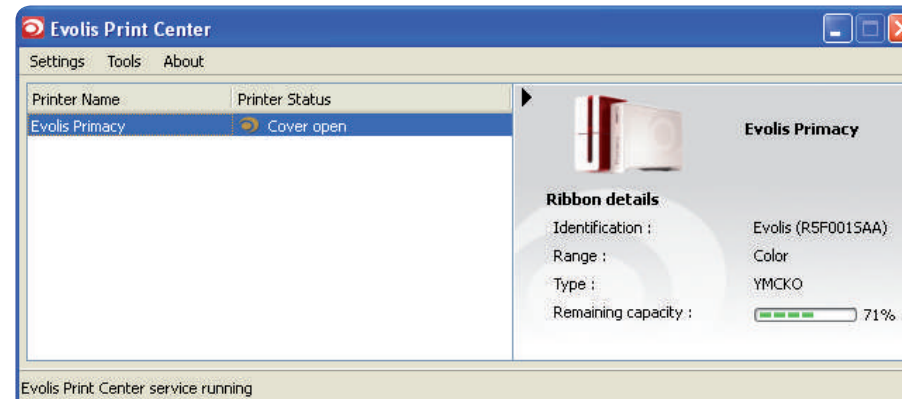 Evolis Print Center
Settings Tools About
Printer Name Printer Status
Evolis Primacy Cover open
Evolis Primacy
Ribbon details
Identification : Evolis (R5F001SAA)
Range : Color
Type : YMCKO
Remaining capacity : 71%
Evolis Print Center service running